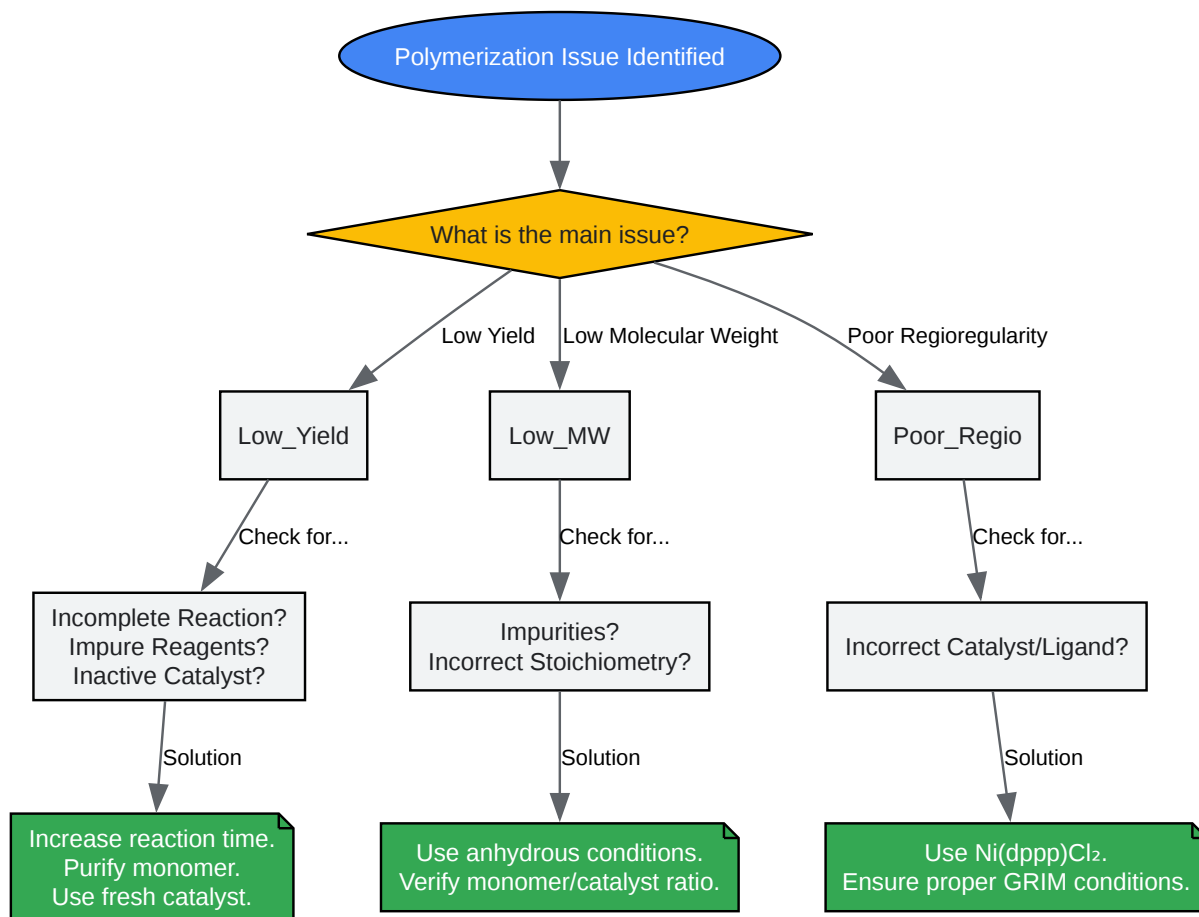 Polymerization Issue Identified
What is the main issue?
Low Yield
Low Molecular Weight
Poor Regioregularity
Low_Yield
Low_MW
Poor_Regio
Check for...
Check for...
Check for...
Incomplete Reaction?
Impure Reagents?
Inactive Catalyst?
Impurities?
Incorrect Stoichiometry?
Incorrect Catalyst/Ligand?
Solution
Solution
Solution
Increase reaction time.
Purify monomer.
Use fresh catalyst.
Use anhydrous conditions.
Verify monomer/catalyst ratio.
Use Ni(dppp)Cl₂.
Ensure proper GRIM conditions.